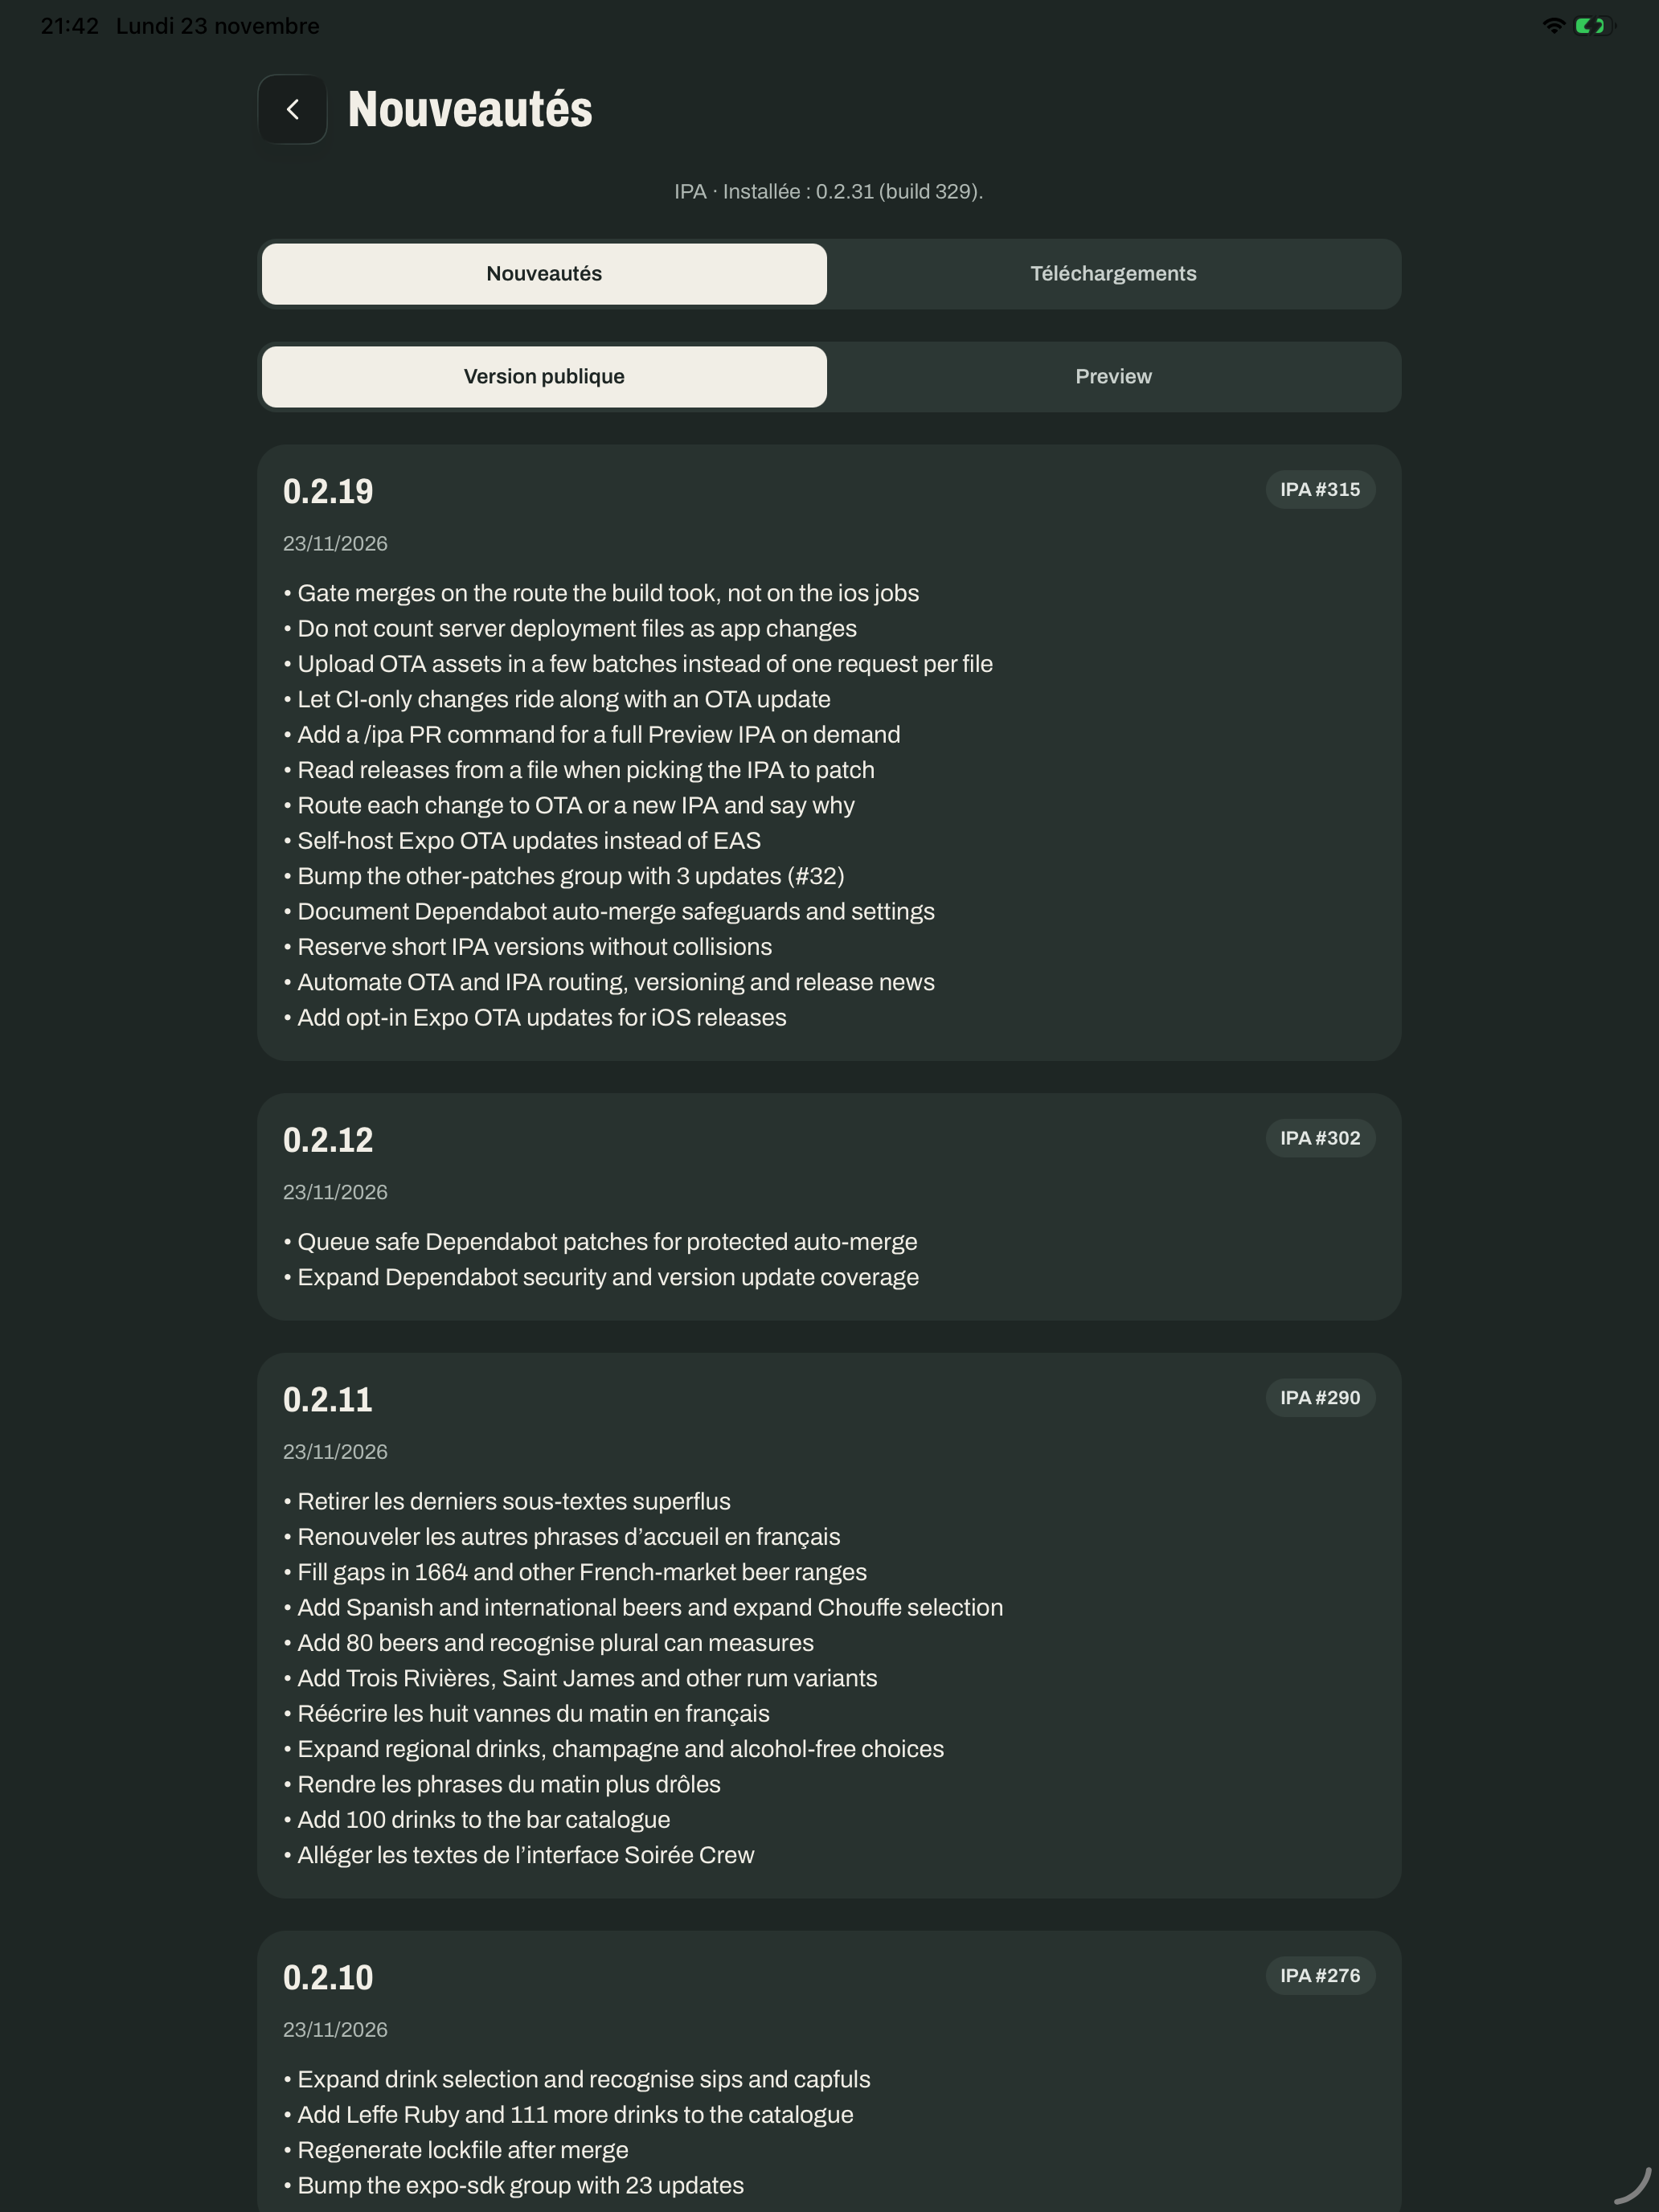 21:42 Lundi 23 novembre
Nouveautés
IPA · Installée : 0.2.31 (build 329).
Nouveautés
Téléchargements
Version publique
Preview
0.2.19
IPA #315
23/11/2026
• Gate merges on the route the build took, not on the ios jobs
• Do not count server deployment files as app changes
• Upload OTA assets in a few batches instead of one request per file
• Let CI-only changes ride along with an OTA update
• Add a /ipa PR command for a full Preview IPA on demand
• Read releases from a file when picking the IPA to patch
• Route each change to OTA or a new IPA and say why
• Self-host Expo OTA updates instead of EAS
• Bump the other-patches group with 3 updates (#32)
• Document Dependabot auto-merge safeguards and settings
• Reserve short IPA versions without collisions
• Automate OTA and IPA routing, versioning and release news
• Add opt-in Expo OTA updates for iOS releases
0.2.12
IPA #302
23/11/2026
• Queue safe Dependabot patches for protected auto-merge
• Expand Dependabot security and version update coverage
0.2.11
IPA #290
23/11/2026
• Retirer les derniers sous-textes superflus
• Renouveler les autres phrases d’accueil en français
• Fill gaps in 1664 and other French-market beer ranges
• Add Spanish and international beers and expand Chouffe selection
• Add 80 beers and recognise plural can measures
• Add Trois Rivières, Saint James and other rum variants
• Réécrire les huit vannes du matin en français
• Expand regional drinks, champagne and alcohol-free choices
• Rendre les phrases du matin plus drôles
• Add 100 drinks to the bar catalogue
• Alléger les textes de l’interface Soirée Crew
0.2.10
IPA #276
23/11/2026
• Expand drink selection and recognise sips and capfuls
• Add Leffe Ruby and 111 more drinks to the catalogue
• Regenerate lockfile after merge
• Bump the expo-sdk group with 23 updates